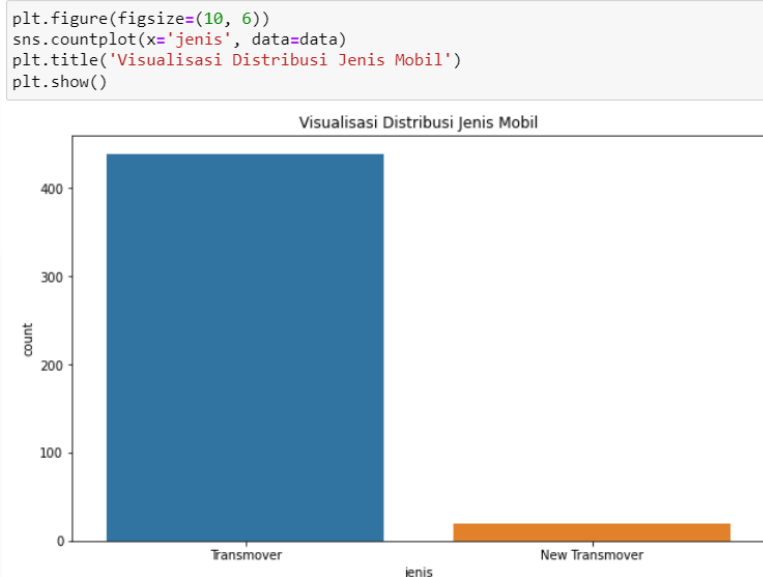 plt.figure(figsize=(10, 6))
sns.countplot(x='jenis', data=data)
plt.title('Visualisasi Distribusi Jenis Mobil')
plt.show()
Visualisasi Distribusi Jenis Mobil
400
300
200
100
0
count
Transmover
New Transmover
jenis